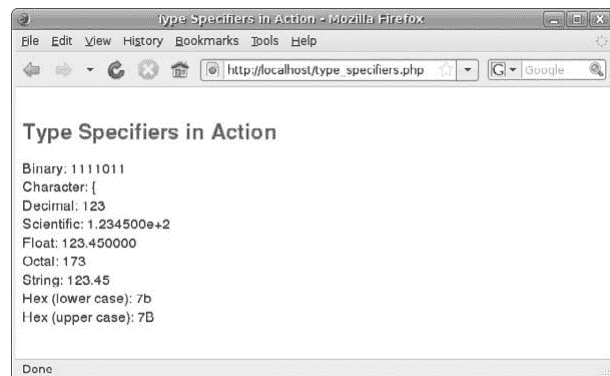 Type Specifiers in Action - Mozilla Firefox
File Edit View History Bookmarks Tools Help
http://localhost/type_specifiers.php
G Google
Type Specifiers in Action
Binary: 1111011
Character: {
Decimal: 123
Scientific: 1.234500e+2
Float: 123.450000
Octal: 173
String: 123.45
Hex (lower case): 7b
Hex (upper case): 7B
Done